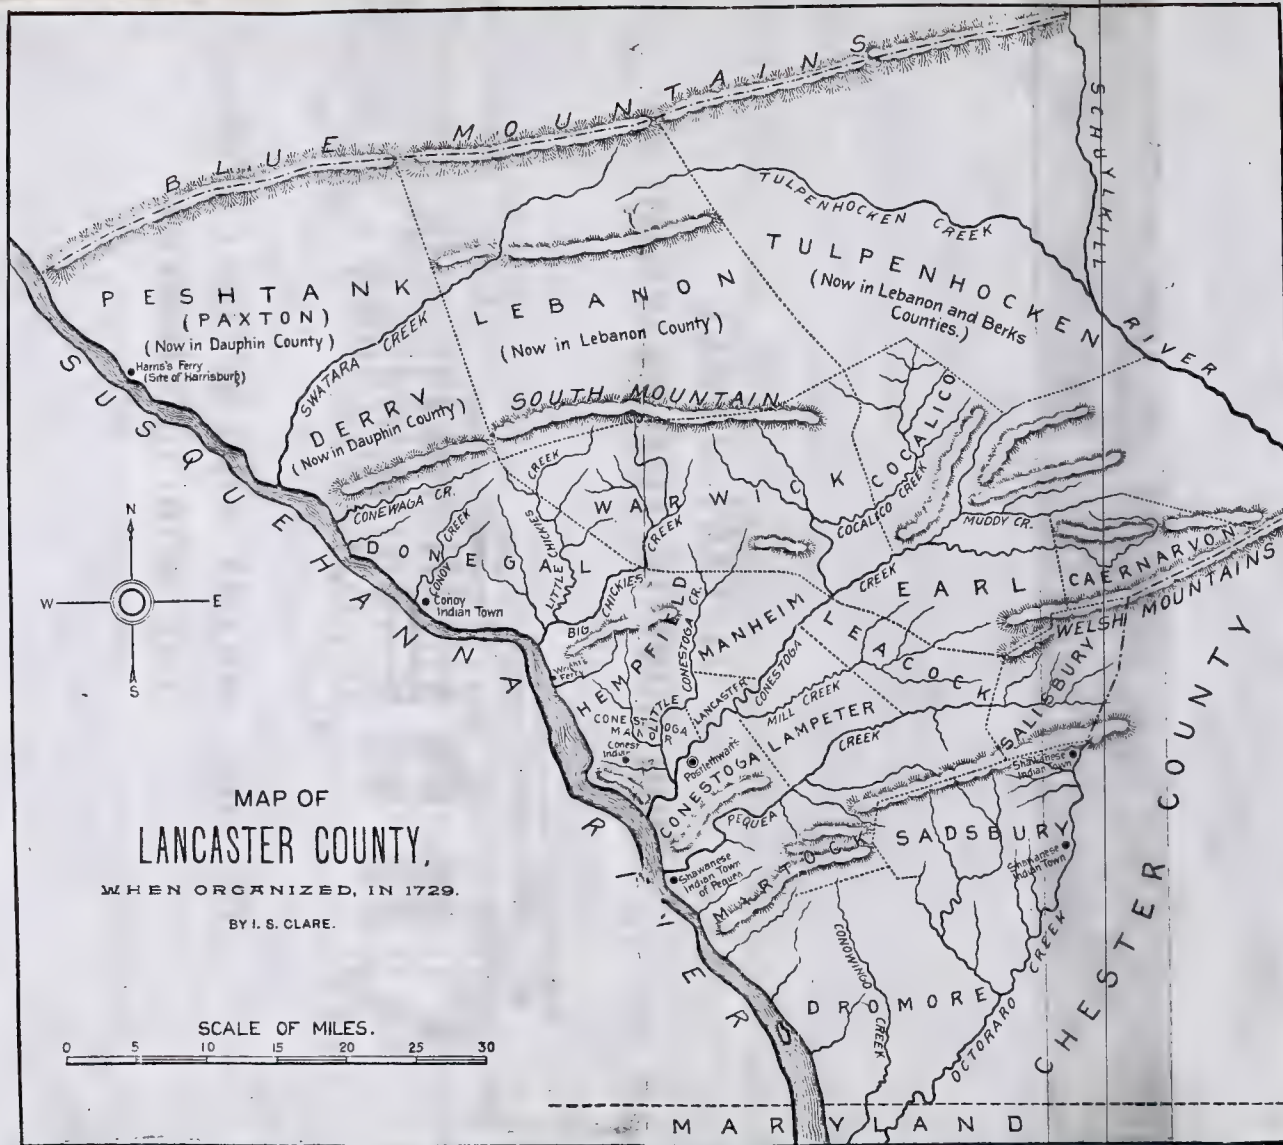 BLUE MOUNTAINS
SCHUYLKILL
RIVER
TULPENHOCKEN CREEK
TULPENHOCKEN
(Now in Lebanon and Berks
Counties.)
PESHTANK
(PAXTON)
(Now in Dauphin County)
Harris's Ferry
(Site of Harrisburg)
SWATARA CREEK
LEBANON
(Now in Lebanon County)
DERRY
(Now in Dauphin County)
SOUTH MOUNTAIN
SUSQUEHANNA RIVER
N
W
E
S
CONEWAGA CR.
DONEGAL
CONOY CREEK
Conoy
Indian Town
LITTLE CHICKIES CREEK
BIG CHICKIES CREEK
WARWICK
COCALICO
COCALICO CREEK
MUDDY CR.
EARL
CAERNARVON
WELSH MOUNTAINS
HEMPFIELD
Wright's
Ferry
MANHEIM
LITTLE CONESTOGA CR.
CONESTOGA CREEK
LANCASTER
LEACOCK
MILL CREEK
LAMPETER
SALISBURY
CONESTOGA
MANOR
Conest
Indian
Postlethwait's
CONESTOGA
PEQUEA CREEK
Shawanese
Indian Town
Shawanese
Indian Town
of Pequea
MARTOCK
SADSBURY
Shawanese
Indian Town
CONOWINGO CREEK
DROMORE
OCTORARO CREEK
CHESTER COUNTY
MARYLAND
MAP OF
LANCASTER COUNTY,
WHEN ORGANIZED, IN 1729.
BY I. S. CLARE.
SCALE OF MILES.
0 5 10 15 20 25 30